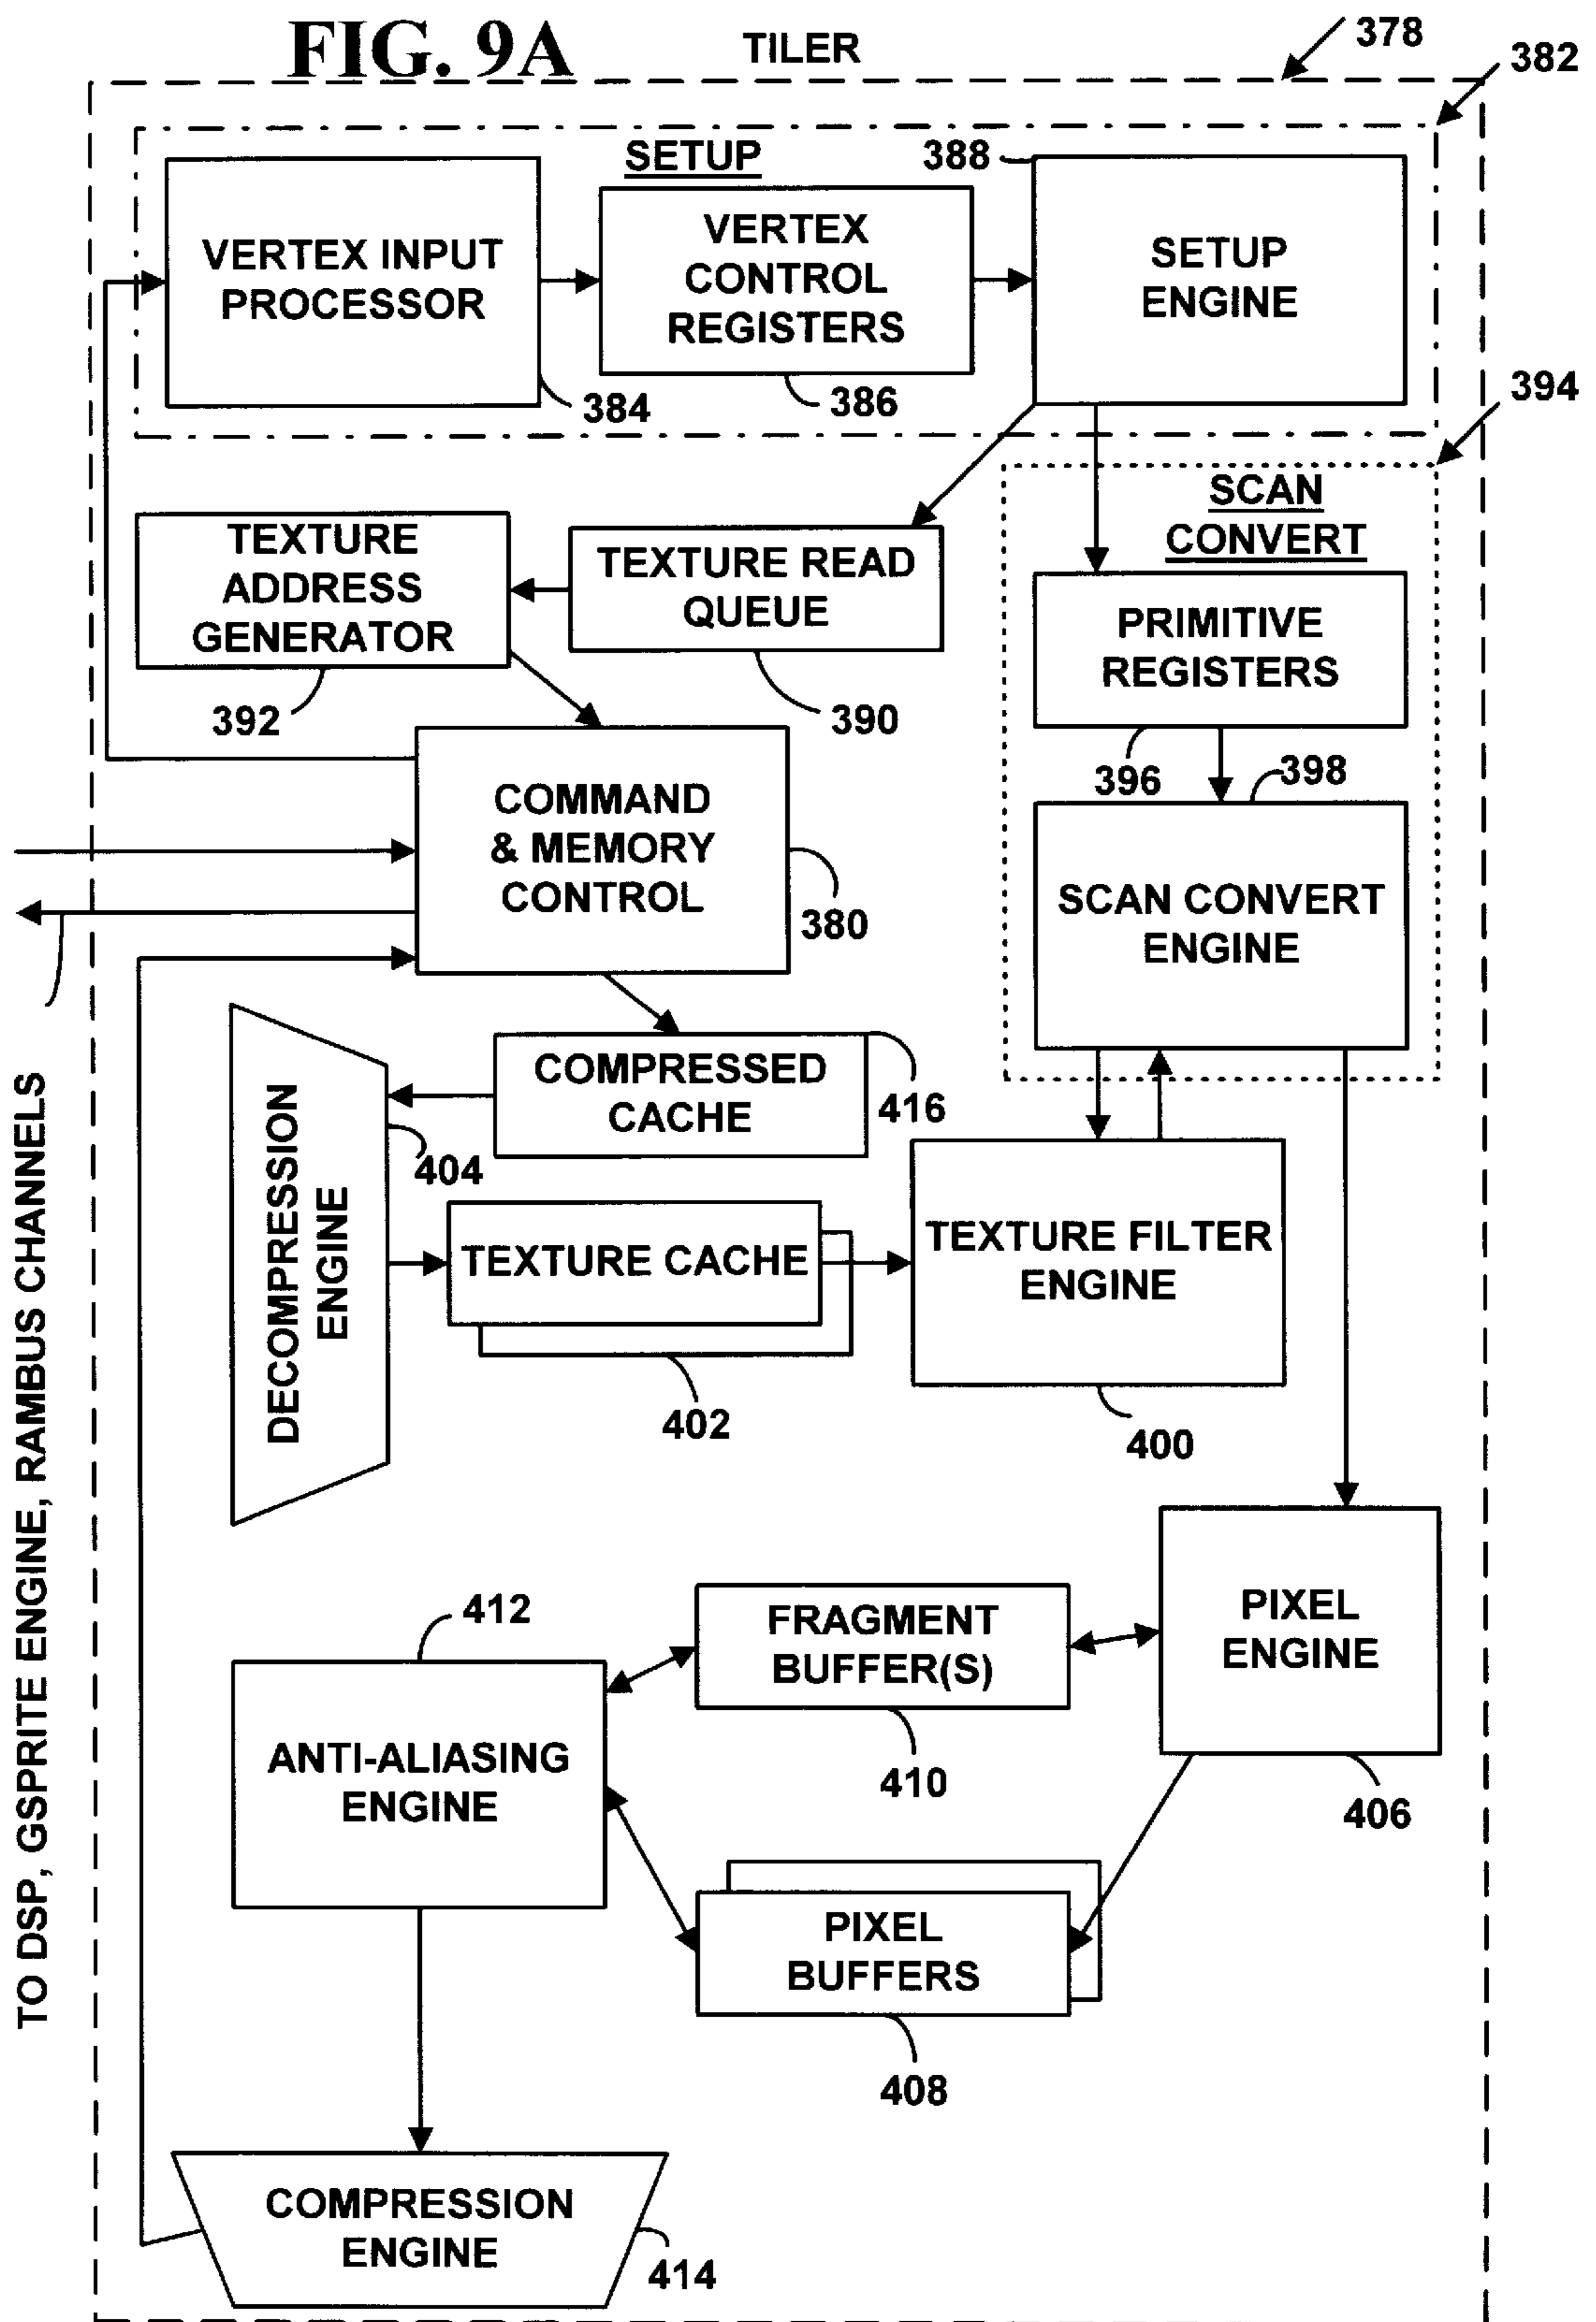 FIG. 9A
TILER
378
382
SETUP
388
VERTEX INPUT
PROCESSOR
384
VERTEX
CONTROL
REGISTERS
386
SETUP
ENGINE
394
SCAN
CONVERT
TEXTURE
ADDRESS
GENERATOR
392
TEXTURE READ
QUEUE
390
PRIMITIVE
REGISTERS
396
398
COMMAND
& MEMORY
CONTROL
380
SCAN CONVERT
ENGINE
TO DSP, GSPRITE ENGINE, RAMBUS CHANNELS
DECOMPRESSION
ENGINE
404
COMPRESSED
CACHE
416
TEXTURE CACHE
402
TEXTURE FILTER
ENGINE
400
412
FRAGMENT
BUFFER(S)
410
PIXEL
ENGINE
406
ANTI-ALIASING
ENGINE
PIXEL
BUFFERS
408
COMPRESSION
ENGINE
414